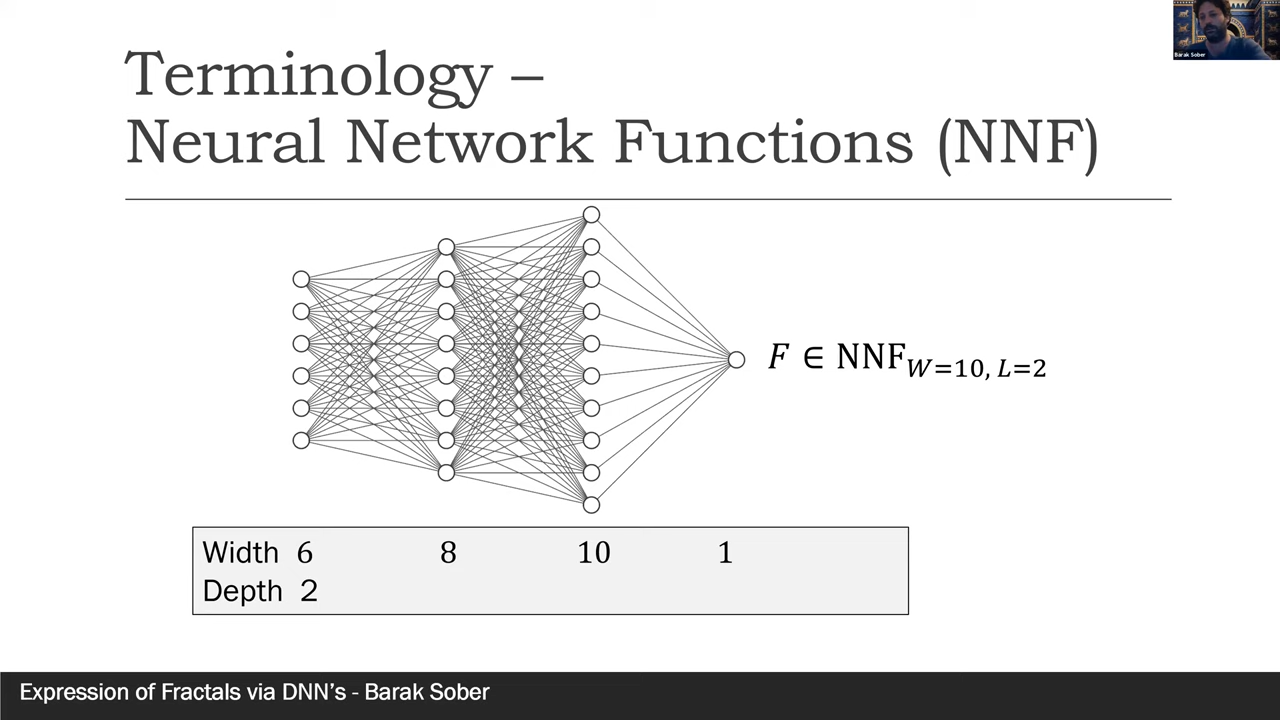 Barak Sober
Terminology –
Neural Network Functions (NNF)
F ∈ NNF_{W=10, L=2}
Width 6 8 10 1
Depth 2
Expression of Fractals via DNN's - Barak Sober